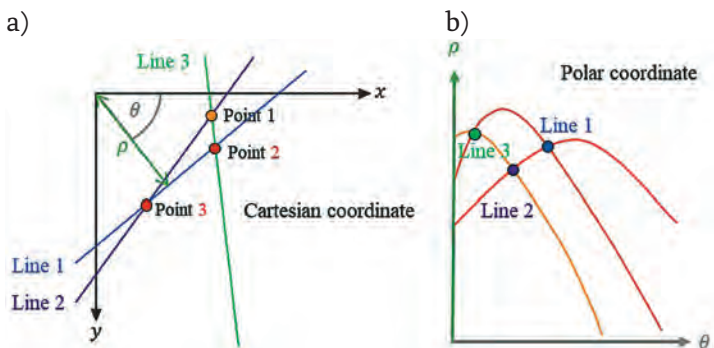 a)
Line 3
x
θ
ρ
Point 1
Point 2
Point 3
Cartesian coordinate
Line 1
Line 2
y
b)
ρ
Polar coordinate
Line 1
Line 3
Line 2
θ